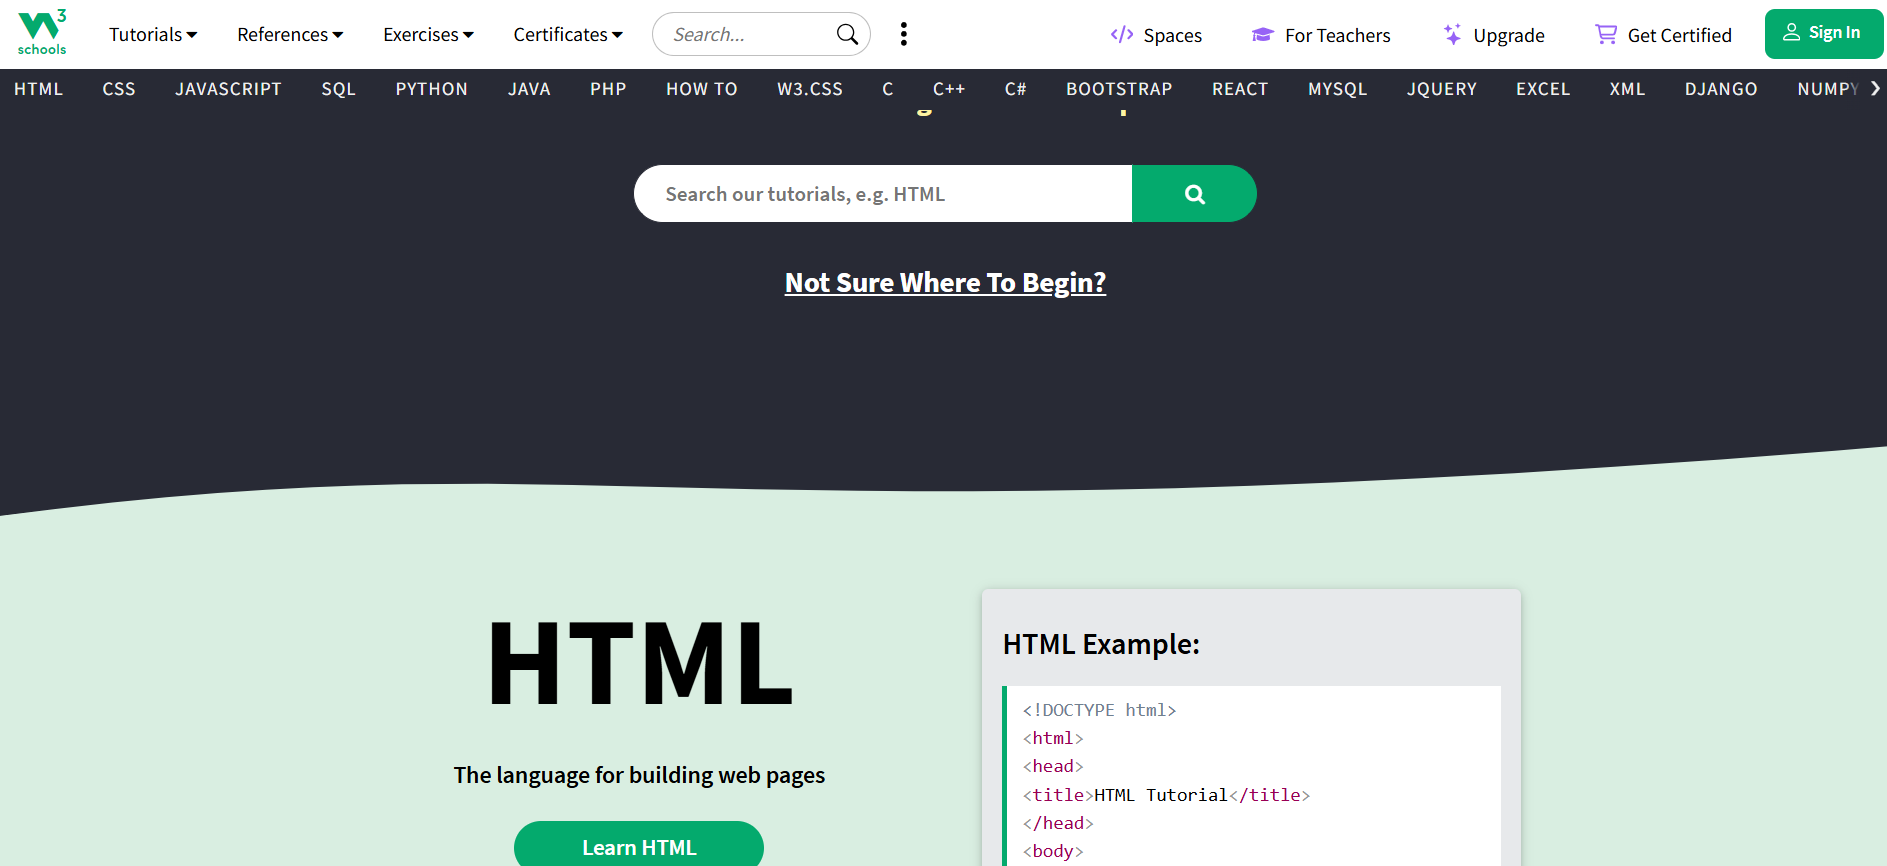 W3 schools
Tutorials References Exercises Certificates Search... Spaces For Teachers Upgrade Get Certified Sign In
HTML CSS JAVASCRIPT SQL PYTHON JAVA PHP HOW TO W3.CSS C C++ C# BOOTSTRAP REACT MYSQL JQUERY EXCEL XML DJANGO NUMPY
Search our tutorials, e.g. HTML
Not Sure Where To Begin?
HTML
The language for building web pages
Learn HTML
HTML Example:
<!DOCTYPE html>
<html>
<head>
<title>HTML Tutorial</title>
</head>
<body>